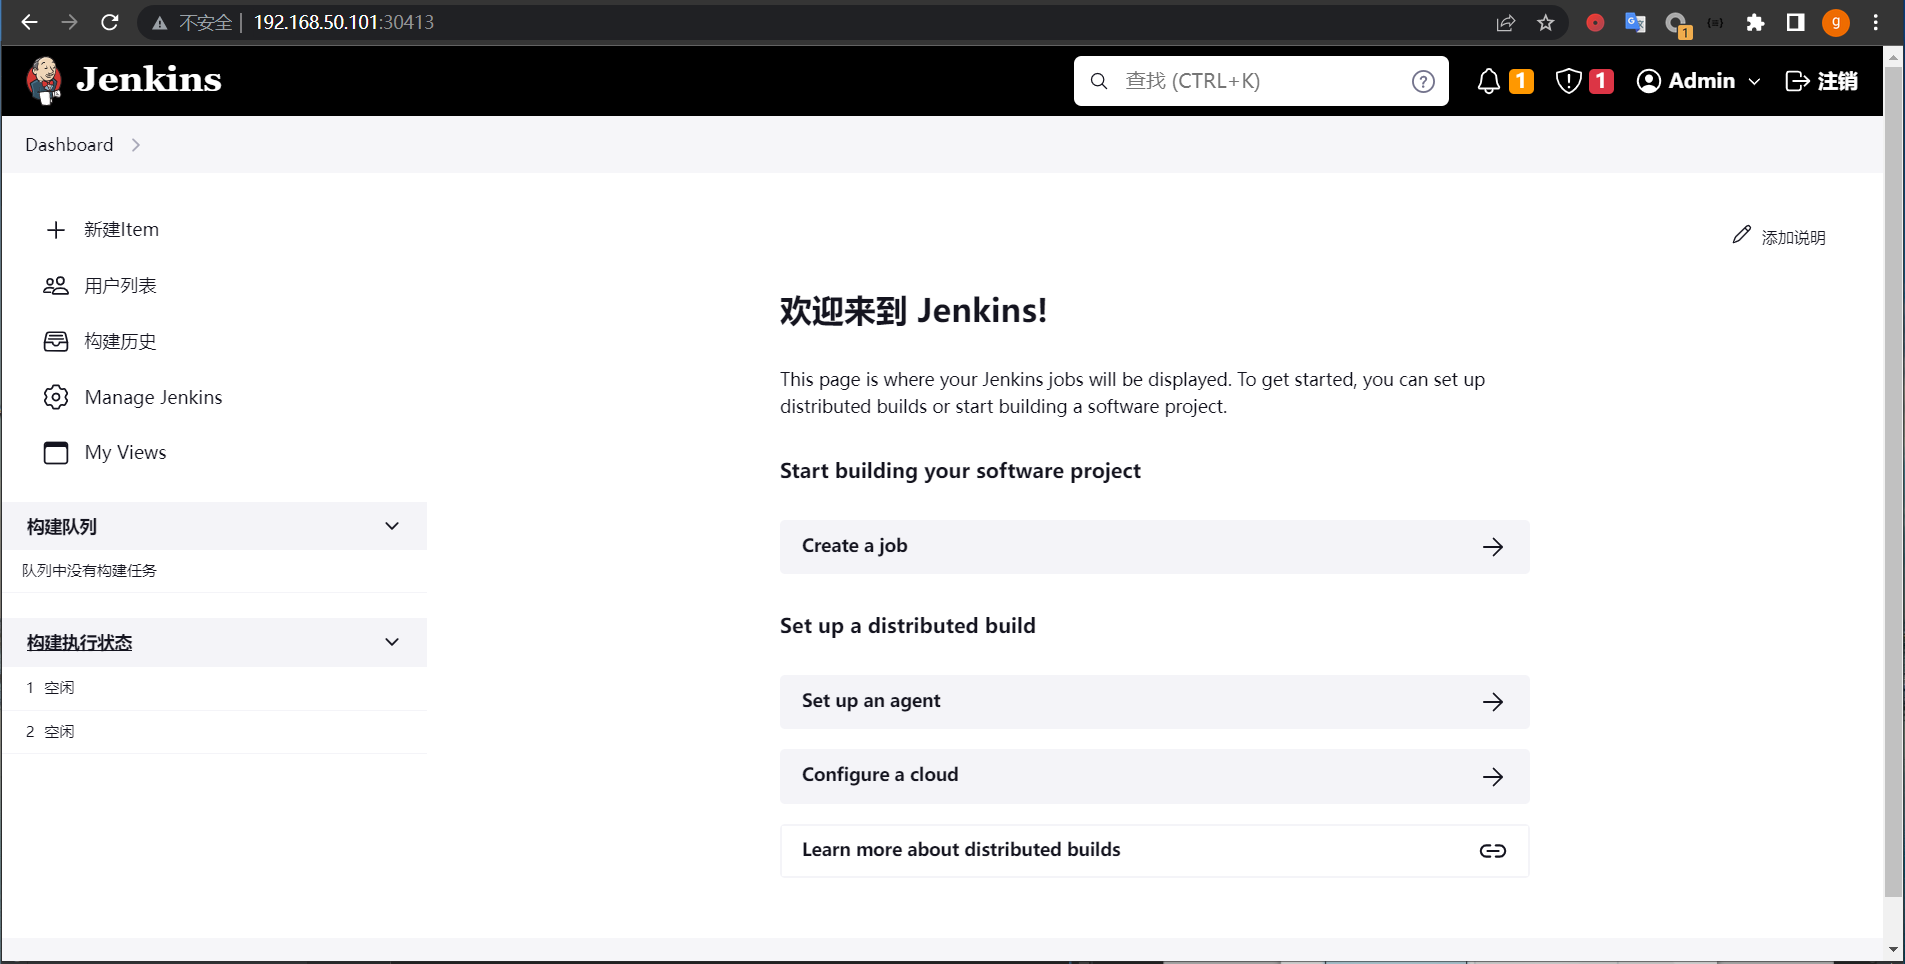 不安全 | 192.168.50.101:30413
1
g
Jenkins
查找 (CTRL+K)
1
1
Admin
注销
Dashboard
新建Item
用户列表
构建历史
Manage Jenkins
My Views
构建队列
队列中没有构建任务
构建执行状态
1 空闲
2 空闲
添加说明
欢迎来到 Jenkins!
This page is where your Jenkins jobs will be displayed. To get started, you can set up
distributed builds or start building a software project.
Start building your software project
Create a job
Set up a distributed build
Set up an agent
Configure a cloud
Learn more about distributed builds